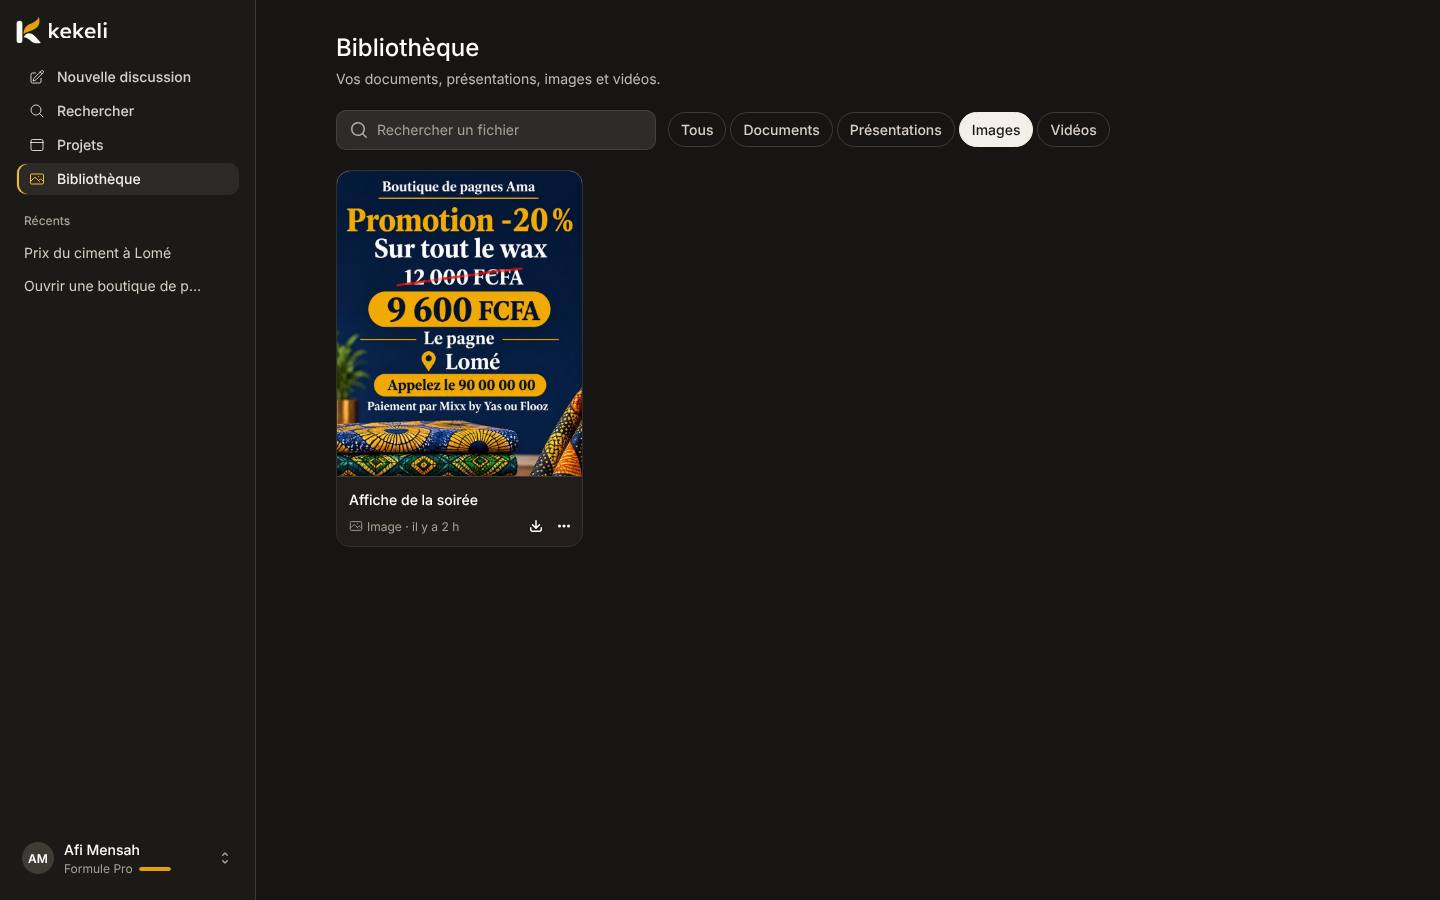 kekeli
Nouvelle discussion
Rechercher
Projets
Bibliothèque
Récents
Prix du ciment à Lomé
Ouvrir une boutique de p...
AM
Afi Mensah
Formule Pro
Bibliothèque
Vos documents, présentations, images et vidéos.
Rechercher un fichier
Tous
Documents
Présentations
Images
Vidéos
Boutique de pagnes Ama
Promotion -20 %
Sur tout le wax
12 000 FCFA
9 600 FCFA
Le pagne
Lomé
Appelez le 90 00 00 00
Paiement par Mixx by Yas ou Flooz
Affiche de la soirée
Image · il y a 2 h